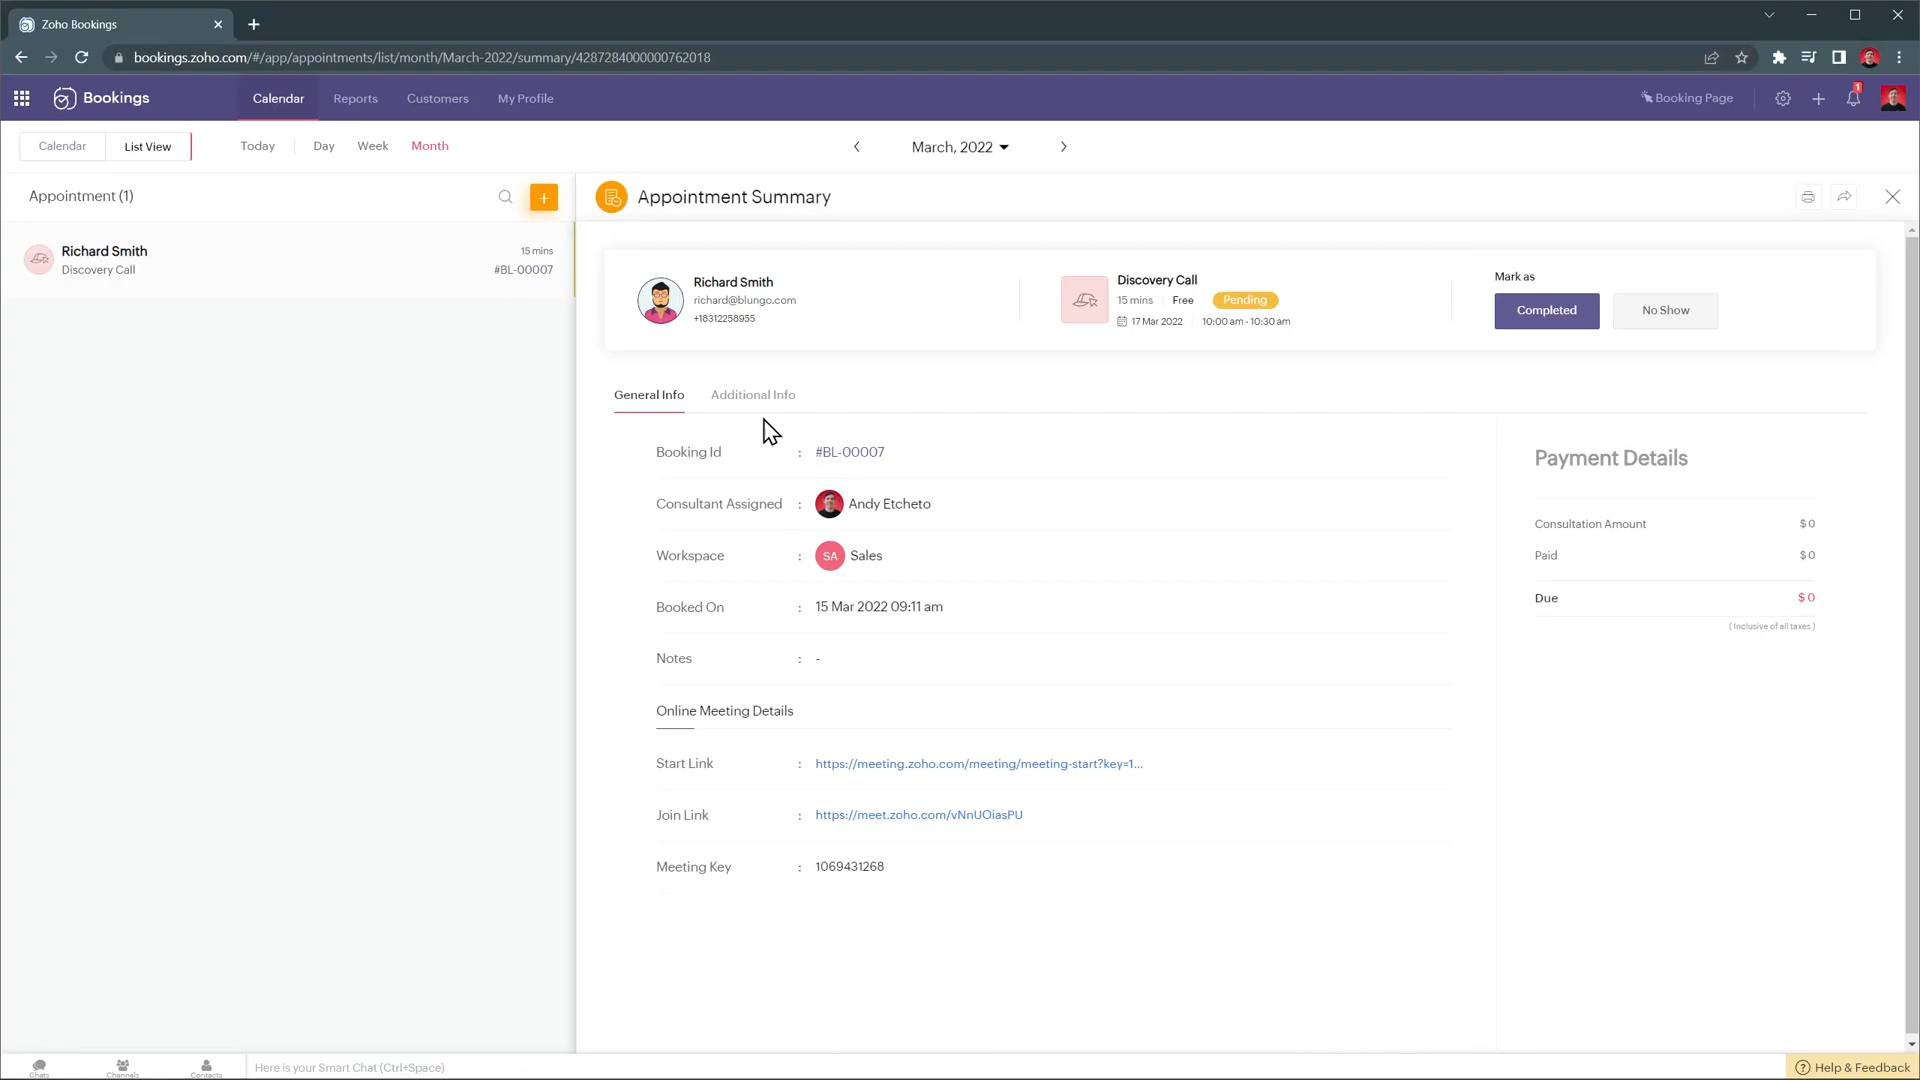 Zoho Bookings
bookings.zoho.com/#/app/appointments/list/month/March-2022/summary/4287284000000762018
Bookings Calendar Reports Customers My Profile Booking Page 1
Calendar List View Today Day Week Month March, 2022
Appointment (1) Appointment Summary
Richard Smith 15 mins
Discovery Call #BL-00007
Richard Smith
richard@blungo.com
+18312258955
Discovery Call
15 mins Free Pending
17 Mar 2022 10:00 am - 10:30 am
Mark as
Completed No Show
General Info Additional Info
Booking Id : #BL-00007
Consultant Assigned : Andy Etcheto
Workspace : SA Sales
Booked On : 15 Mar 2022 09:11 am
Notes : -
Online Meeting Details
Start Link : https://meeting.zoho.com/meeting/meeting-start?key=1...
Join Link : https://meet.zoho.com/vNnUOiasPU
Meeting Key : 1069431268
Payment Details
Consultation Amount $ 0
Paid $ 0
Due $ 0
( Inclusive of all taxes )
Chats Channels Contacts Here is your Smart Chat (Ctrl+Space) ? Help & Feedback